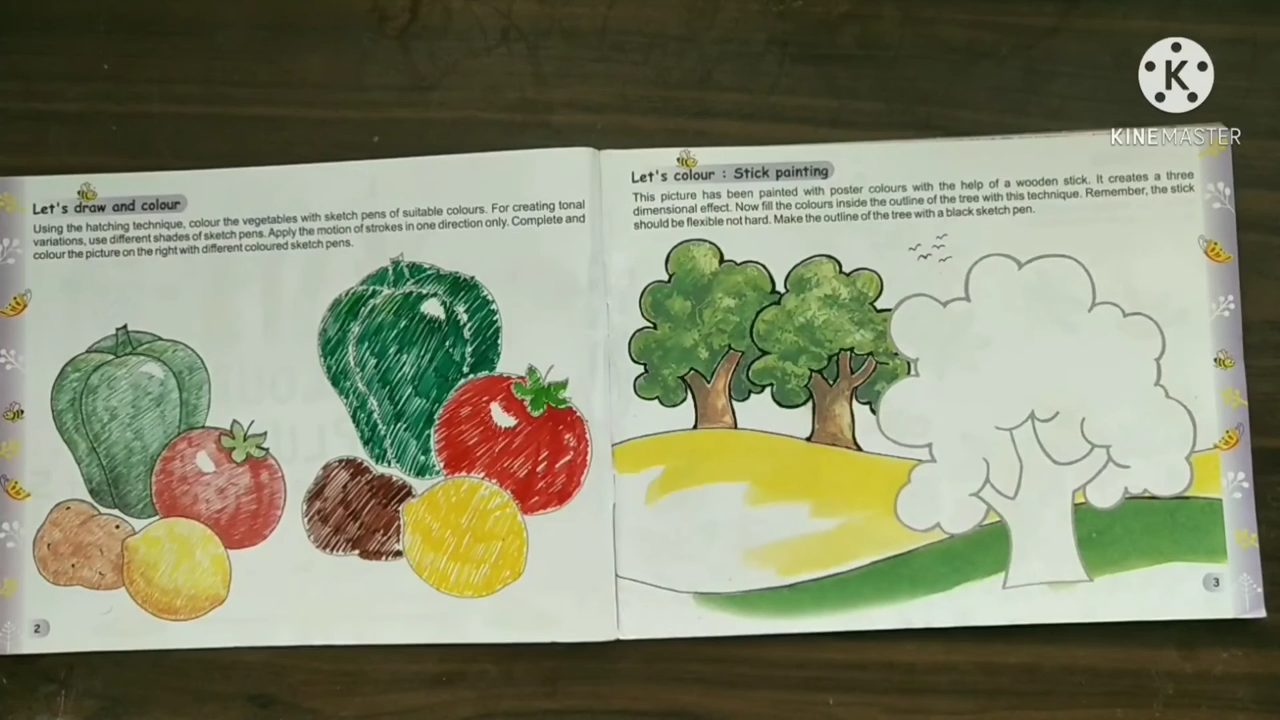 Let's draw and colour
Using the hatching technique, colour the vegetables with sketch pens of suitable colours. For creating tonal
variations, use different shades of sketch pens. Apply the motion of strokes in one direction only. Complete and
colour the picture on the right with different coloured sketch pens.
2
Let's colour : Stick painting
This picture has been painted with poster colours with the help of a wooden stick. It creates a three
dimensional effect. Now fill the colours inside the outline of the tree with this technique. Remember, the stick
should be flexible not hard. Make the outline of the tree with a black sketch pen.
3
K
KINEMASTER